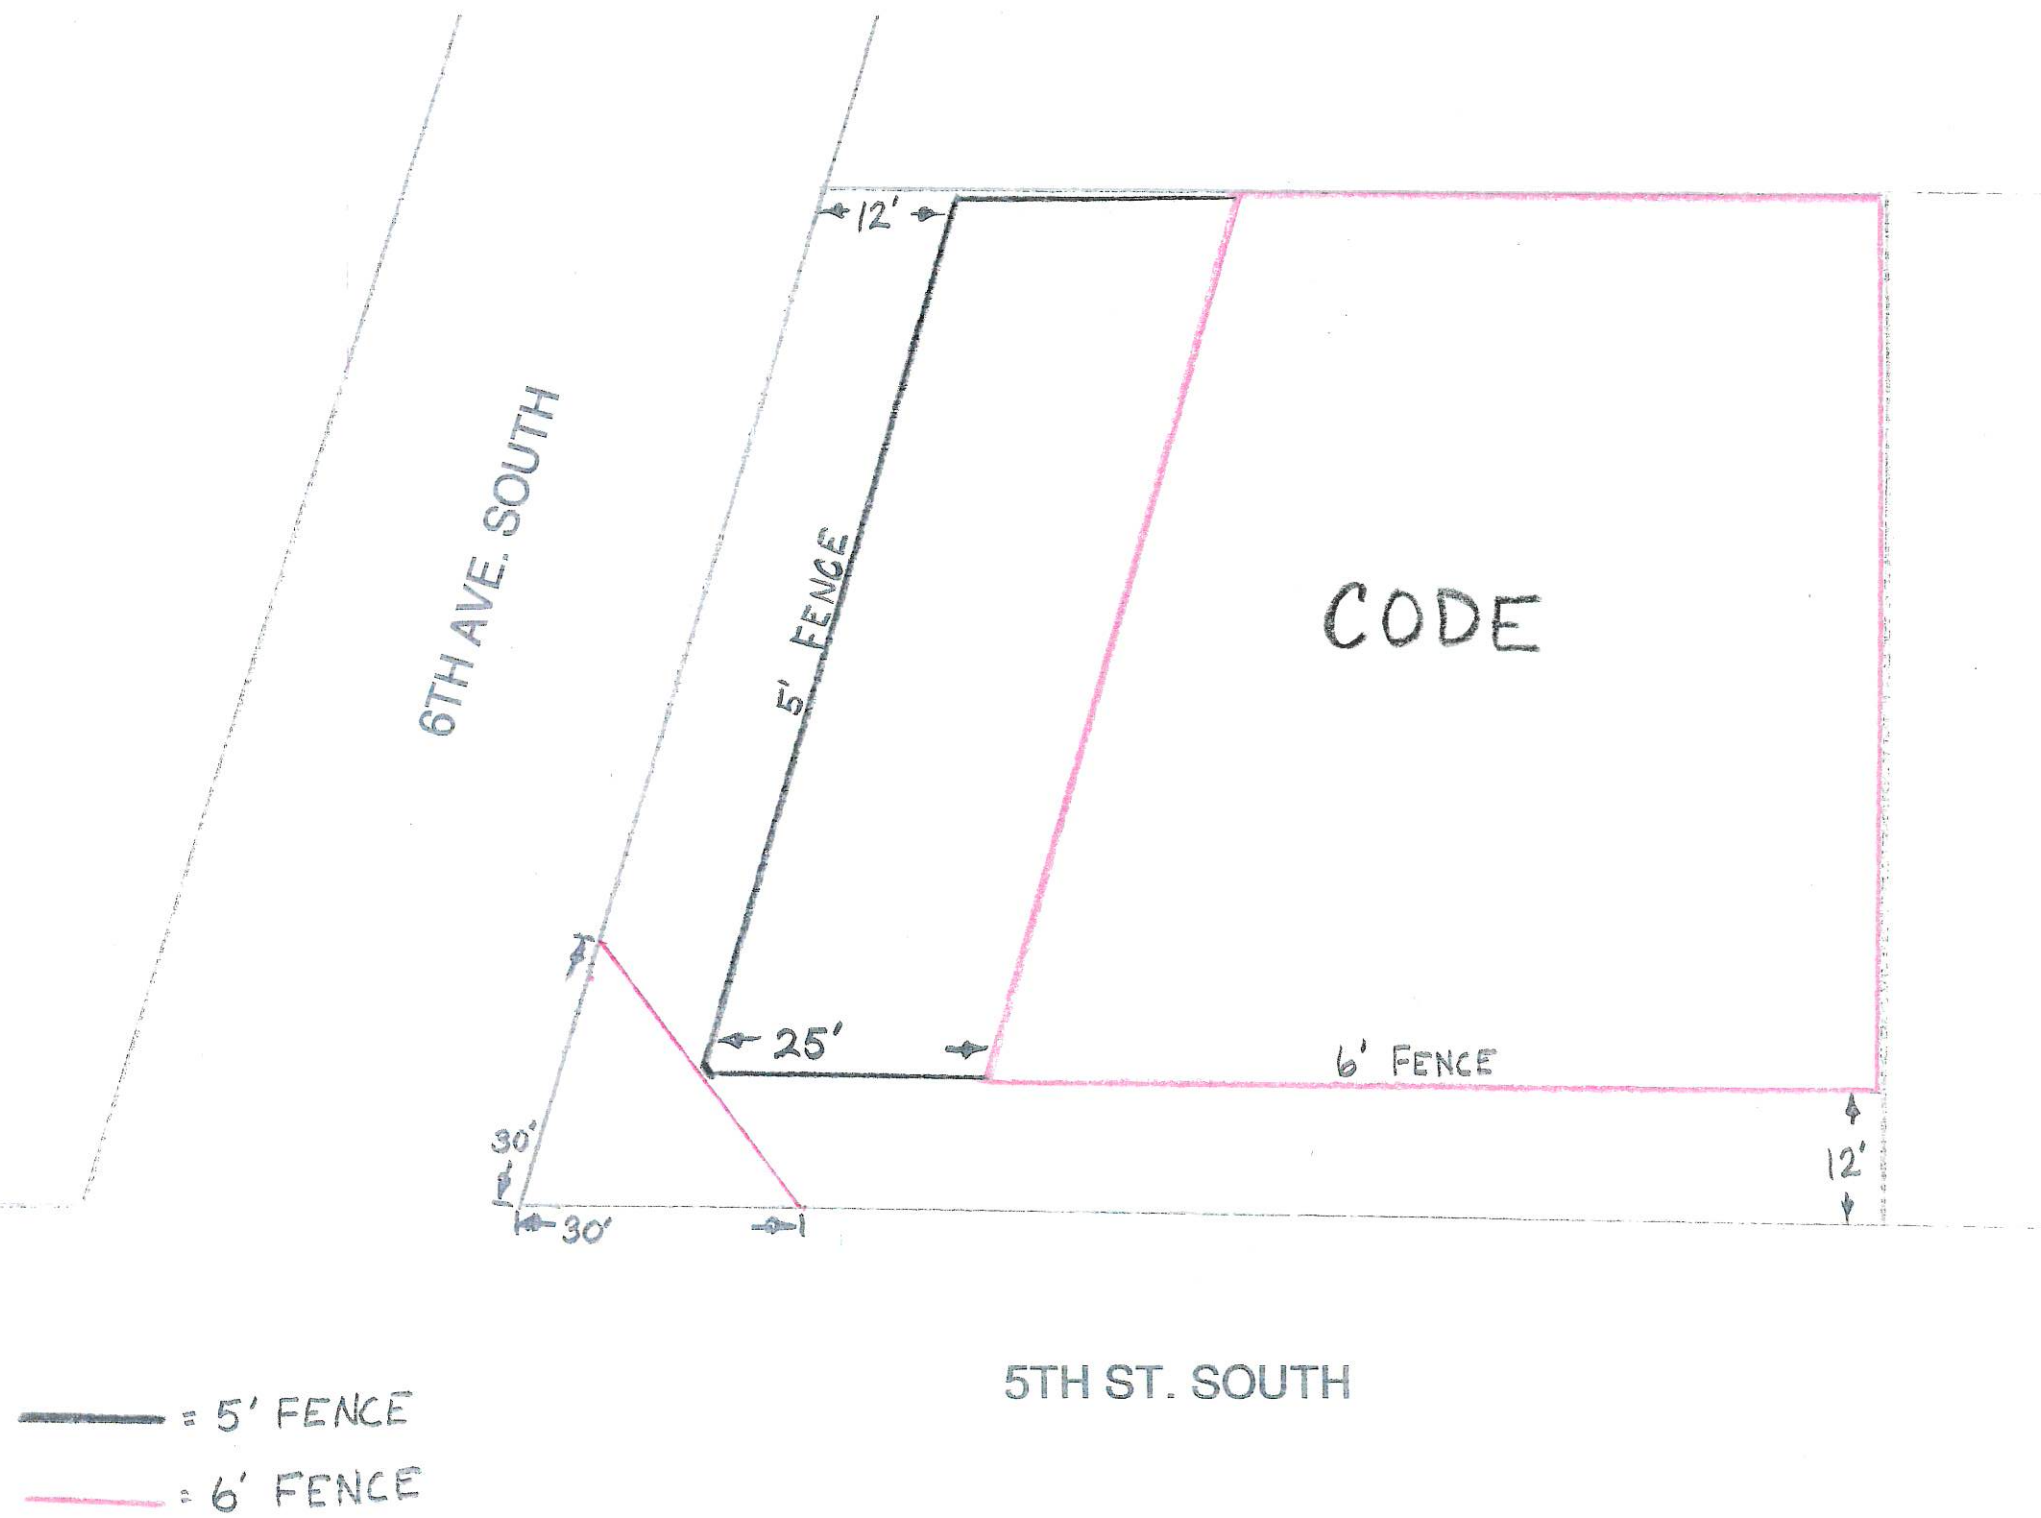 12'
6TH AVE. SOUTH
5' FENCE
CODE
25'
6' FENCE
30'
12'
30'
5TH ST. SOUTH
= 5' FENCE
= 6' FENCE